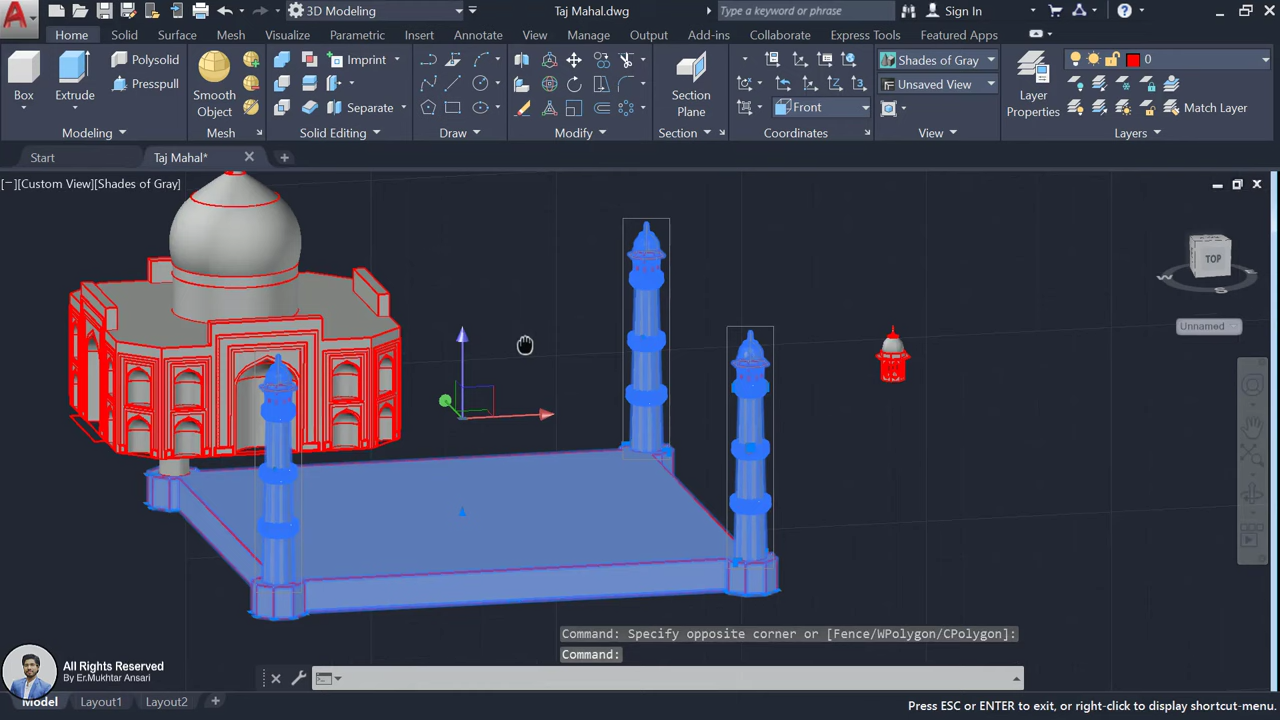 3D Modeling
Taj Mahal.dwg
Type a keyword or phrase
Sign In
Home Solid Surface Mesh Visualize Parametric Insert Annotate View Manage Output Add-ins Collaborate Express Tools Featured Apps
Box
Extrude
Polysolid
Presspull
Smooth
Object
Imprint
Separate
Section
Plane
Front
Shades of Gray
Unsaved View
Layer
Properties
0
Match Layer
Modeling Mesh Solid Editing Draw Modify Section Coordinates View Layers
Start Taj Mahal*
[−][Custom View][Shades of Gray]
TOP
W
S
Unnamed
Command: Specify opposite corner or [Fence/WPolygon/CPolygon]:
Command:
All Rights Reserved
By Er.Mukhtar Ansari
Model Layout1 Layout2
Press ESC or ENTER to exit, or right-click to display shortcut-menu.